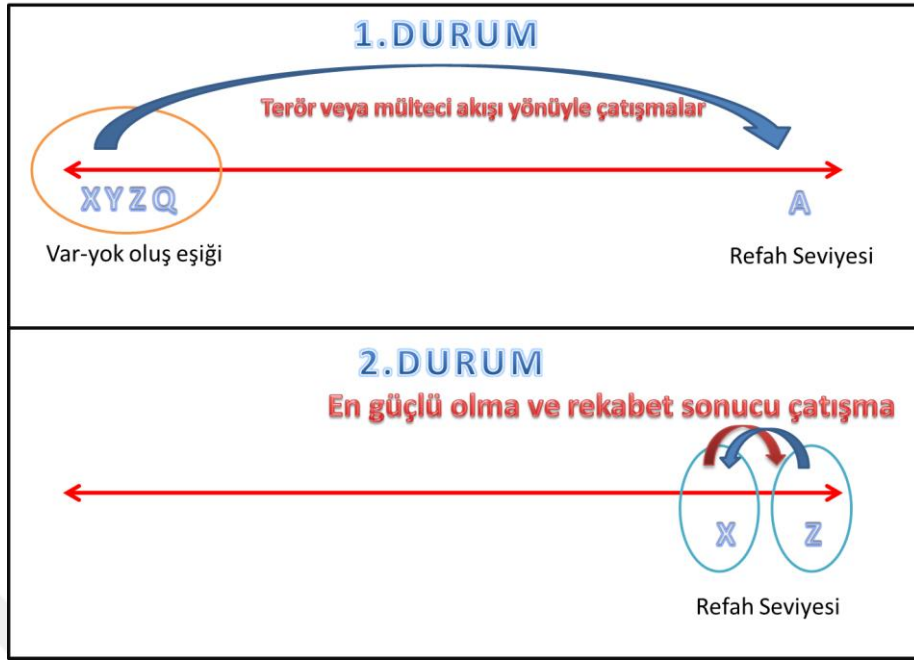 1.DURUM
Terör veya mülteci akışı yönüyle çatışmalar
X Y Z Q
A
Var-yok oluş eşiği
Refah Seviyesi
2.DURUM
En güçlü olma ve rekabet sonucu çatışma
X
Z
Refah Seviyesi